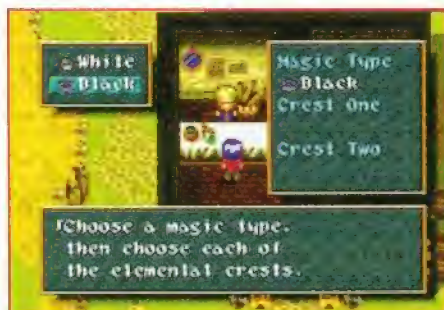 White
Black
Magic Type
Black
Crest One
Crest Two
「Choose a magic type,
then choose each of
the elemental crests.